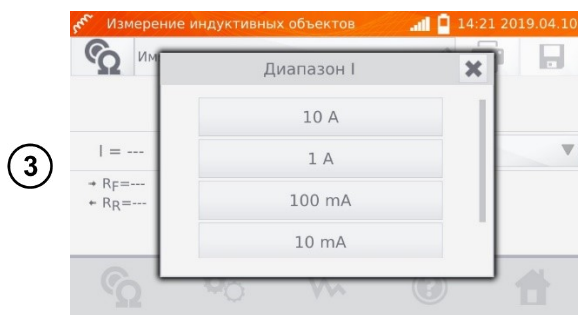 Измерение индуктивных объектов 14:21 2019.04.10
Диапазон I
10 A
1 A
3
I = ---
→ RF=---
100 mA
← RR=---
10 mA